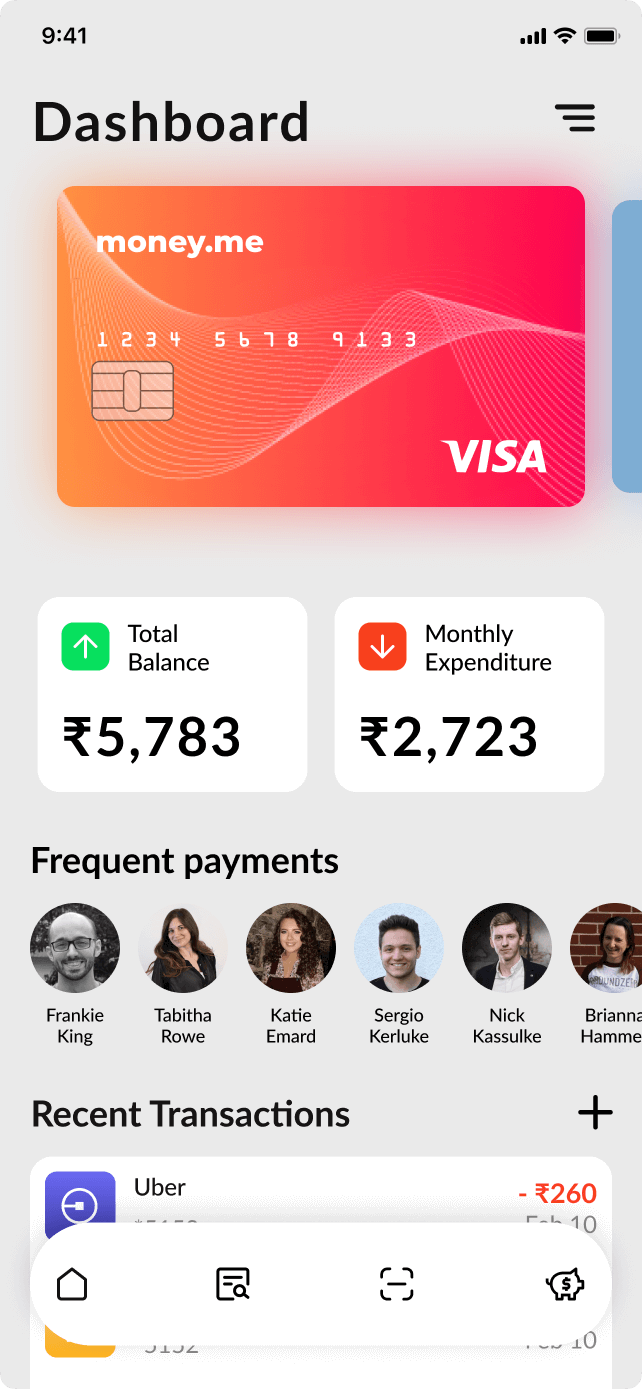 9:41
Dashboard
money.me
1234 5678 9133
VISA
Total
Balance
₹5,783
Monthly
Expenditure
₹2,723
Frequent payments
Frankie
King
Tabitha
Rowe
Katie
Emard
Sergio
Kerluke
Nick
Kassulke
Brianna
Hamme
Recent Transactions
Uber
- ₹260
Feb 10
5152
Feb 10